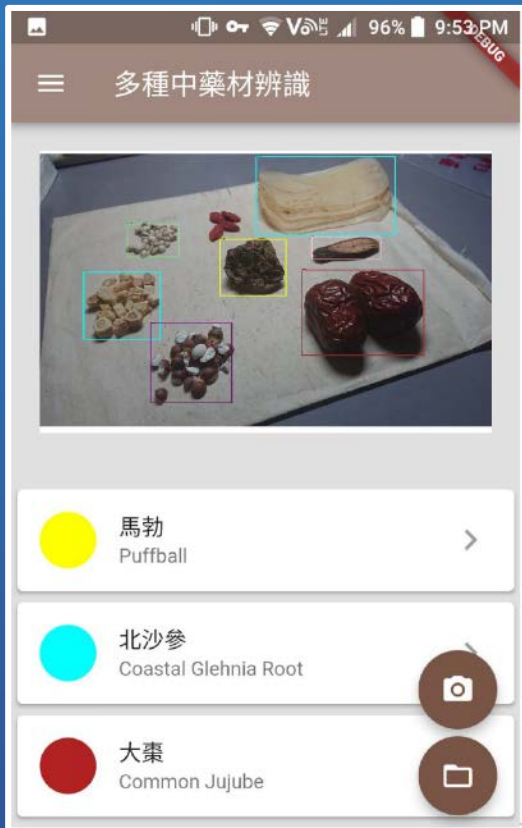 96% 9:53 PM
DEBUG
多種中藥材辨識
馬勃
Puffball
北沙參
Coastal Glehnia Root
大棗
Common Jujube